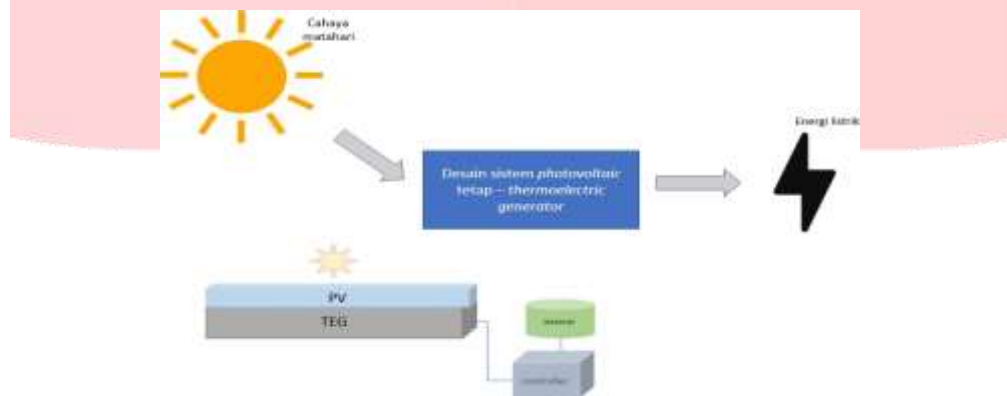 Cahaya
matahari
Energi listrik
Desain sistem photovoltaic
tetap – thermoelectric
generator
PV
TEG